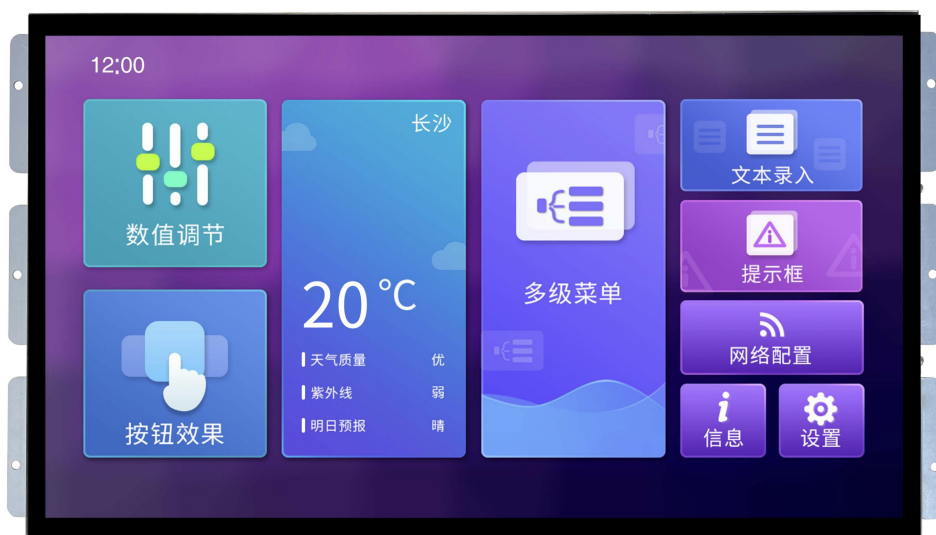 12:00
数值调节
按钮效果
长沙
20℃
天气质量 优
紫外线 弱
明日预报 晴
多级菜单
文本录入
提示框
网络配置
信息
设置